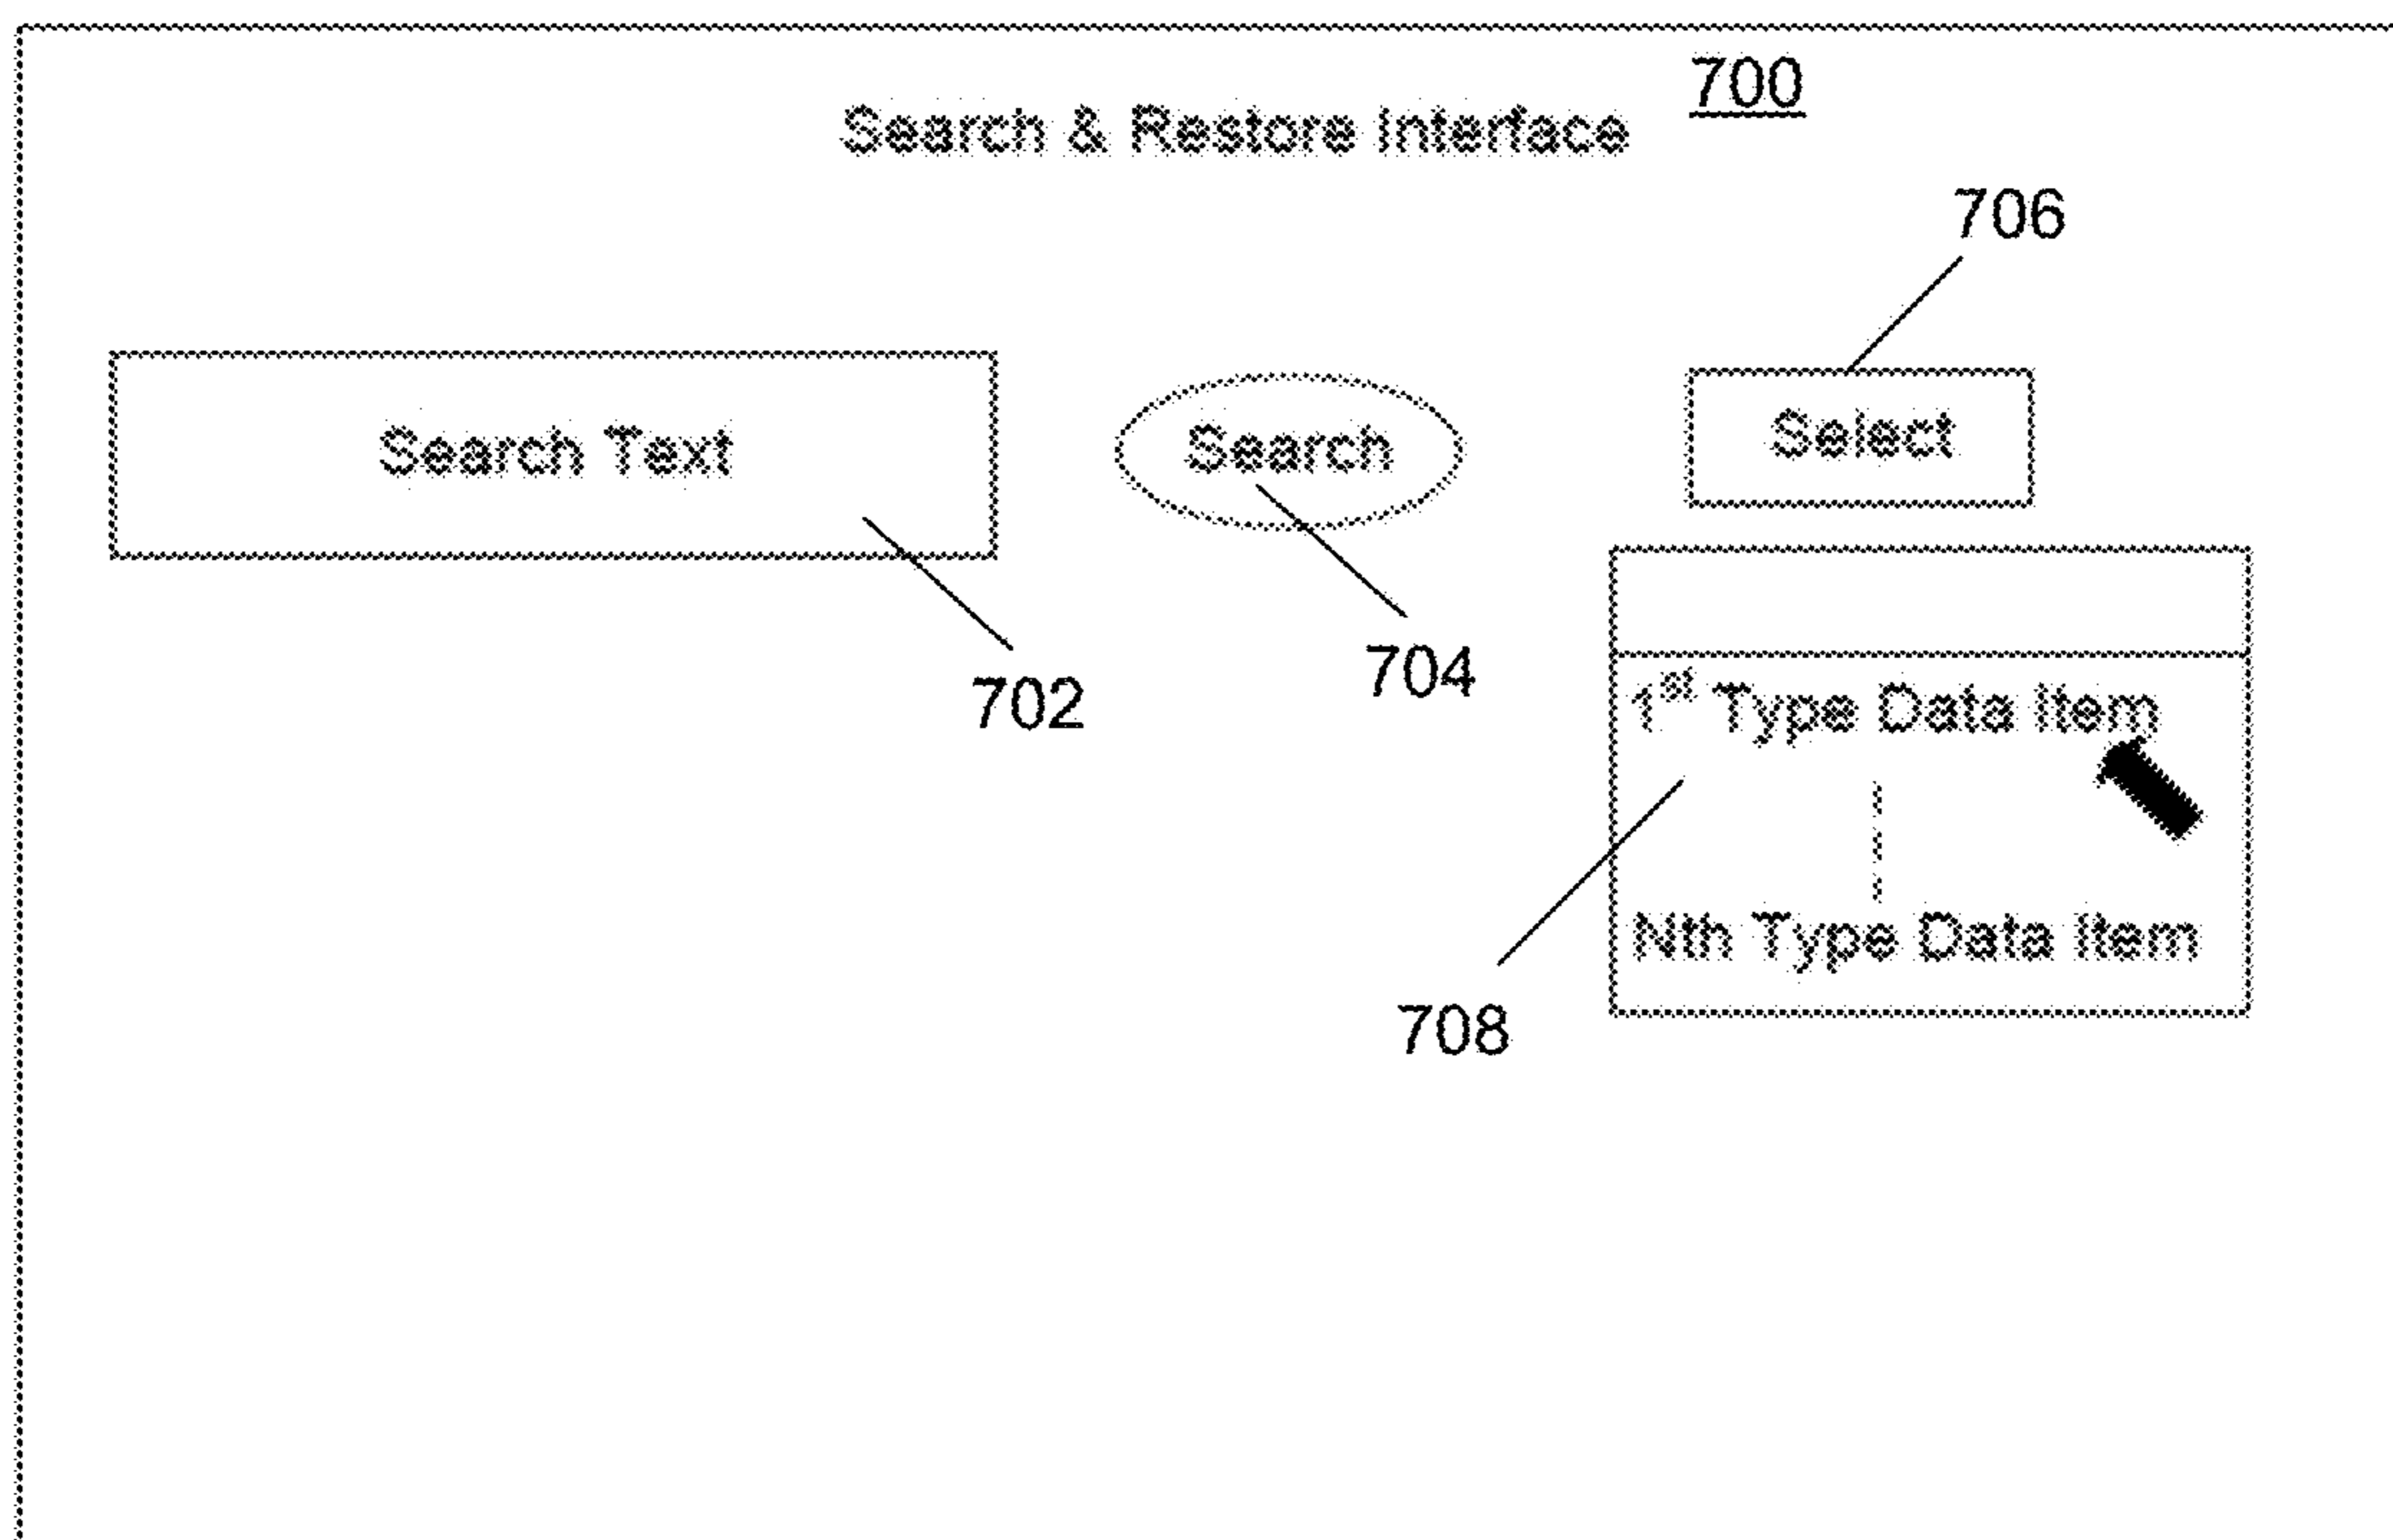 700
Search & Restore Interface
706
Search Text
Search
Select
702
704
1st Type Data Item
Nth Type Data Item
708